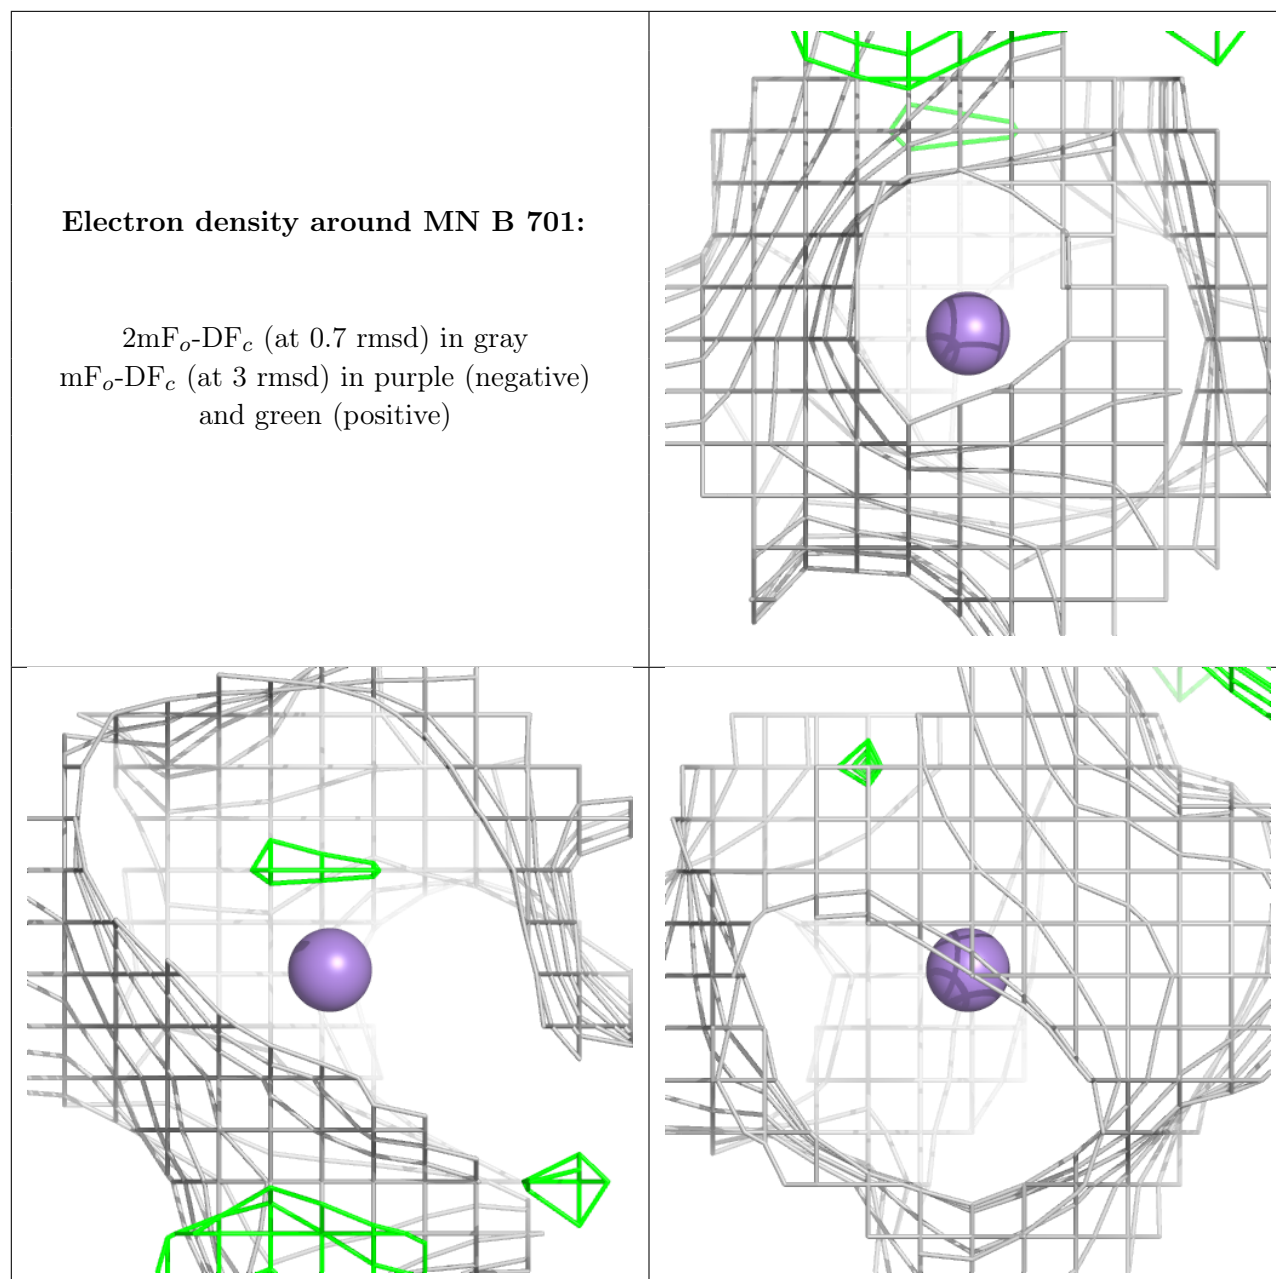 Electron density around MN B 701:
2mFo-DFc (at 0.7 rmsd) in gray
mFo-DFc (at 3 rmsd) in purple (negative)
and green (positive)